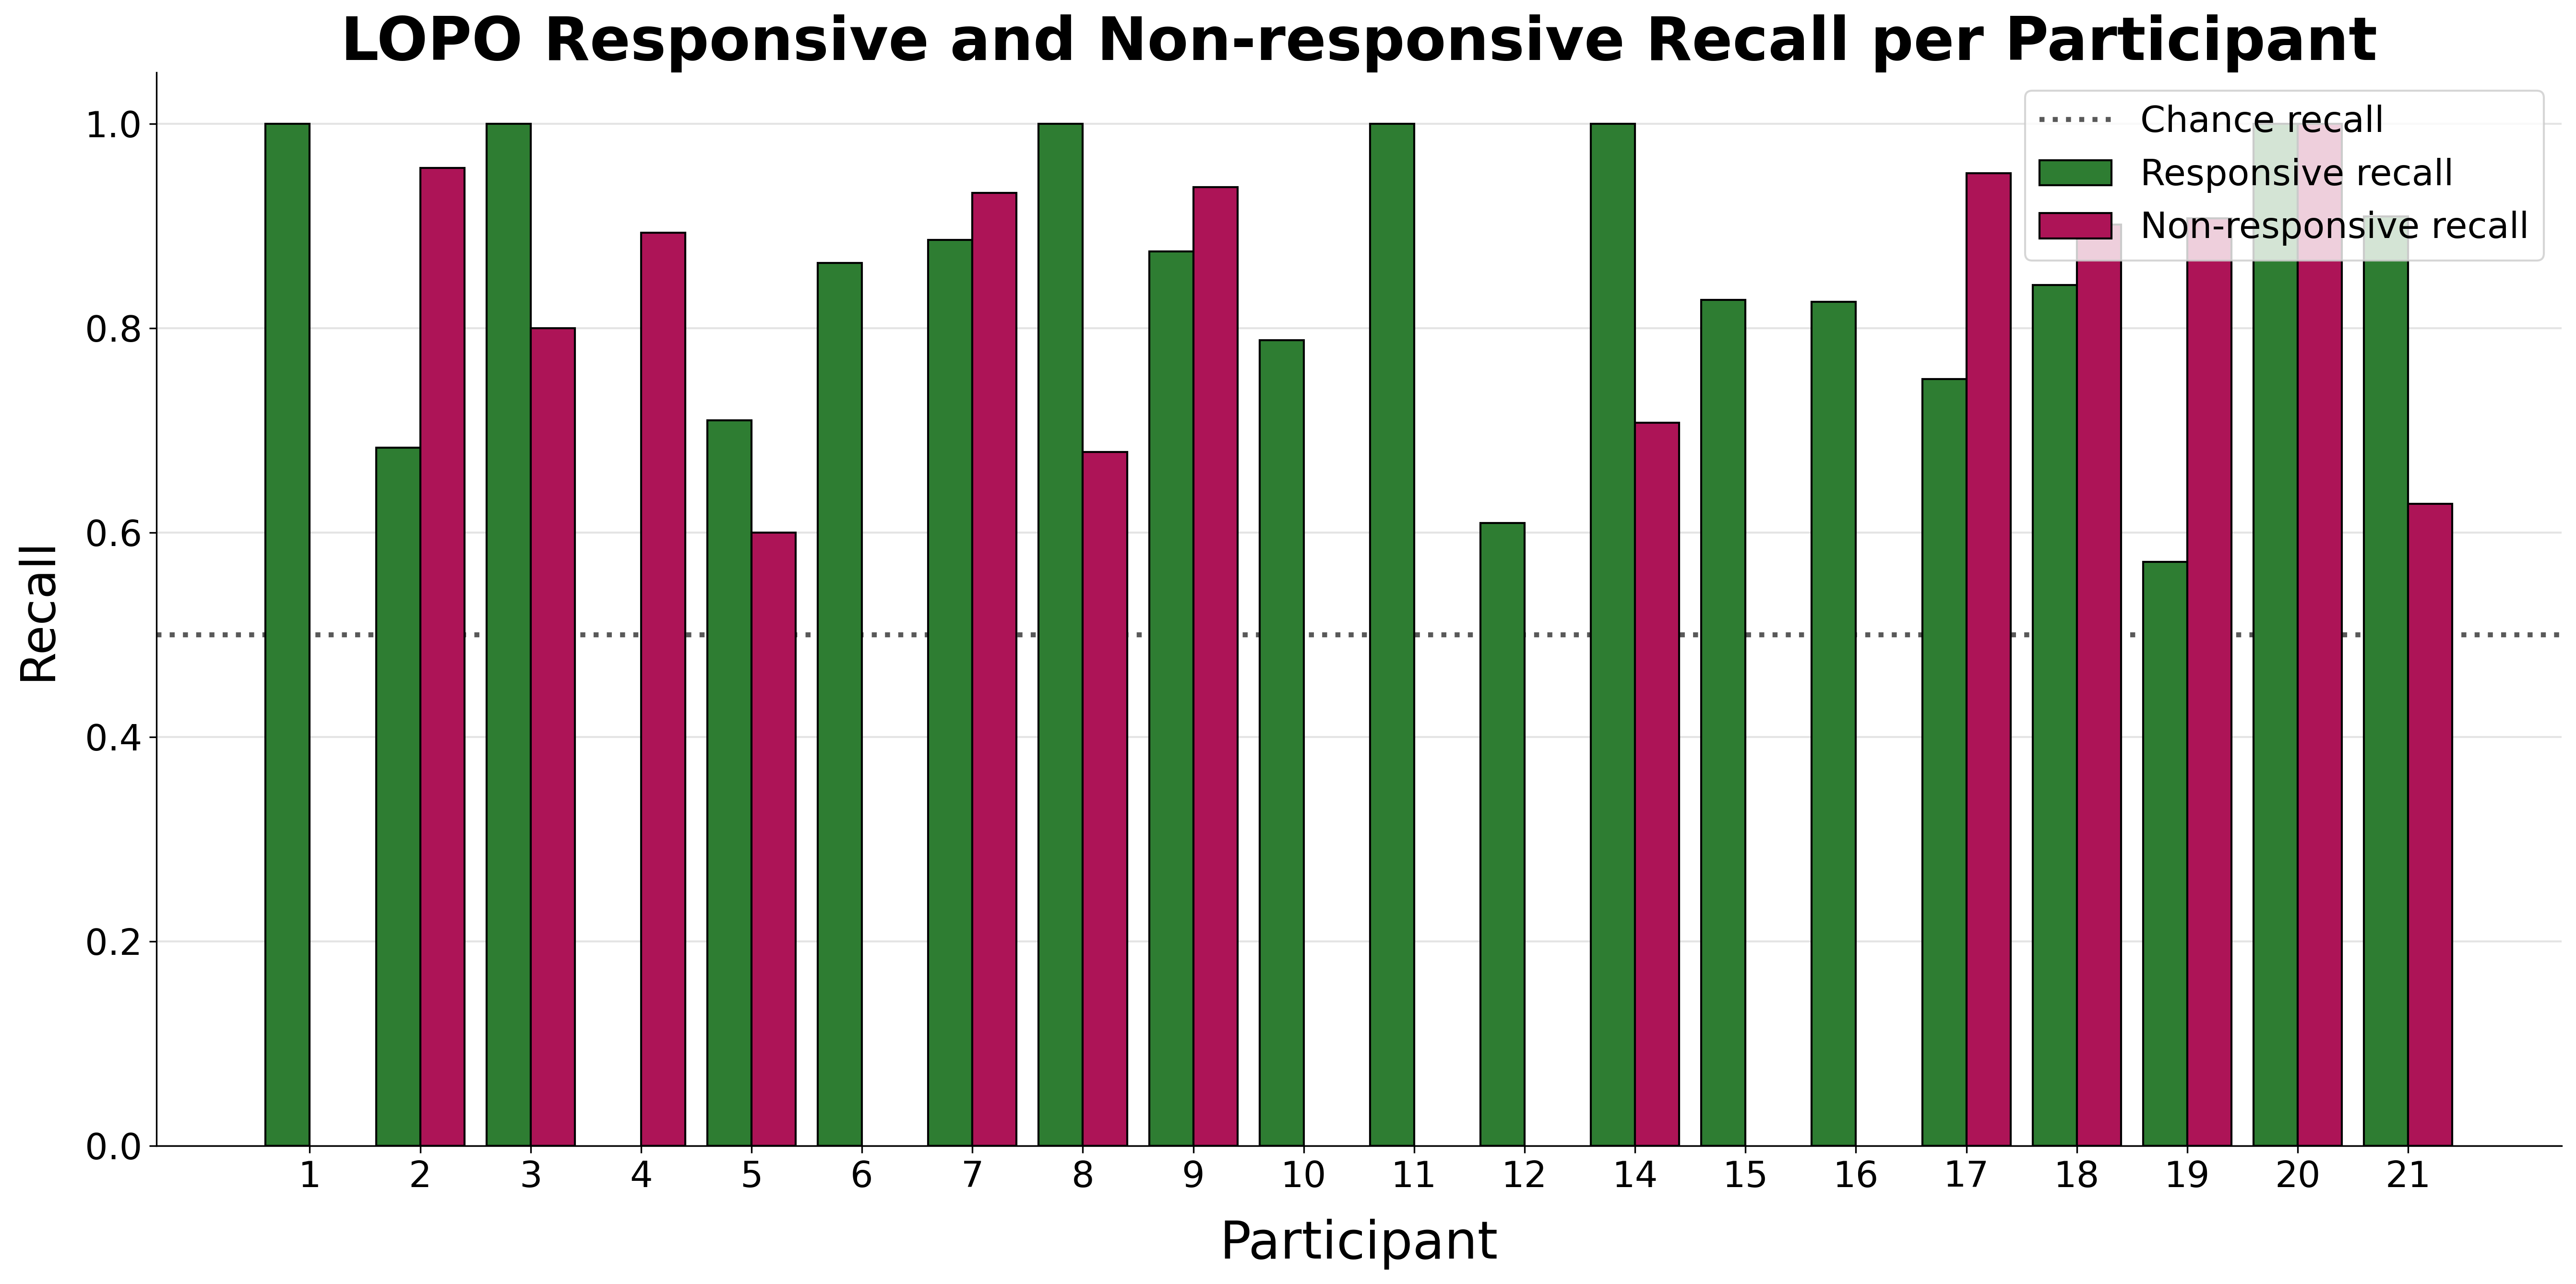 LOPO Responsive and Non-responsive Recall per Participant
Chance recall
Responsive recall
Non-responsive recall
Recall
1.0
0.8
0.6
0.4
0.2
0.0
1 2 3 4 5 6 7 8 9 10 11 12 14 15 16 17 18 19 20 21
Participant